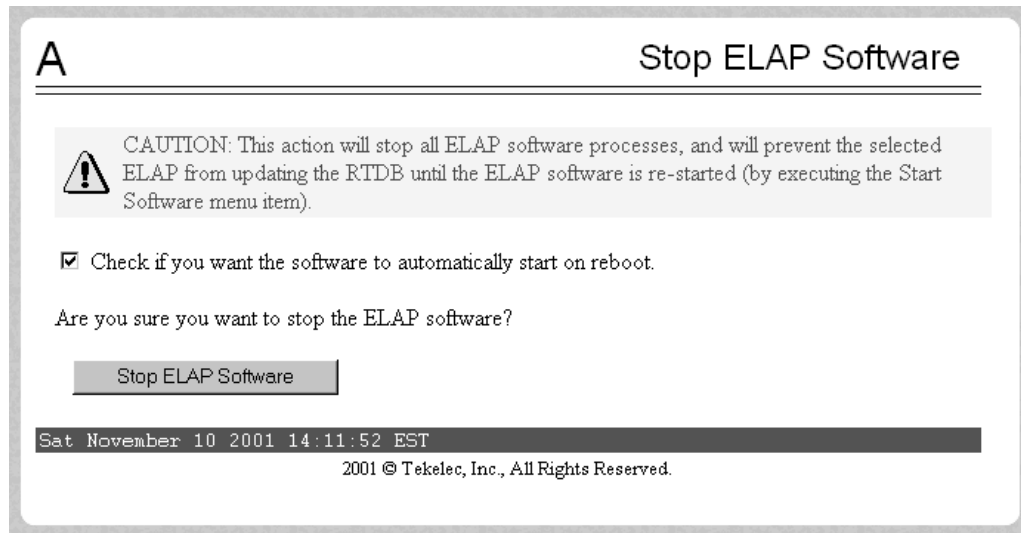 A
Stop ELAP Software
CAUTION: This action will stop all ELAP software processes, and will prevent the selected
ELAP from updating the RTDB until the ELAP software is re-started (by executing the Start
Software menu item).
Check if you want the software to automatically start on reboot.
Are you sure you want to stop the ELAP software?
Stop ELAP Software
Sat November 10 2001 14:11:52 EST
2001 © Tekelec, Inc., All Rights Reserved.